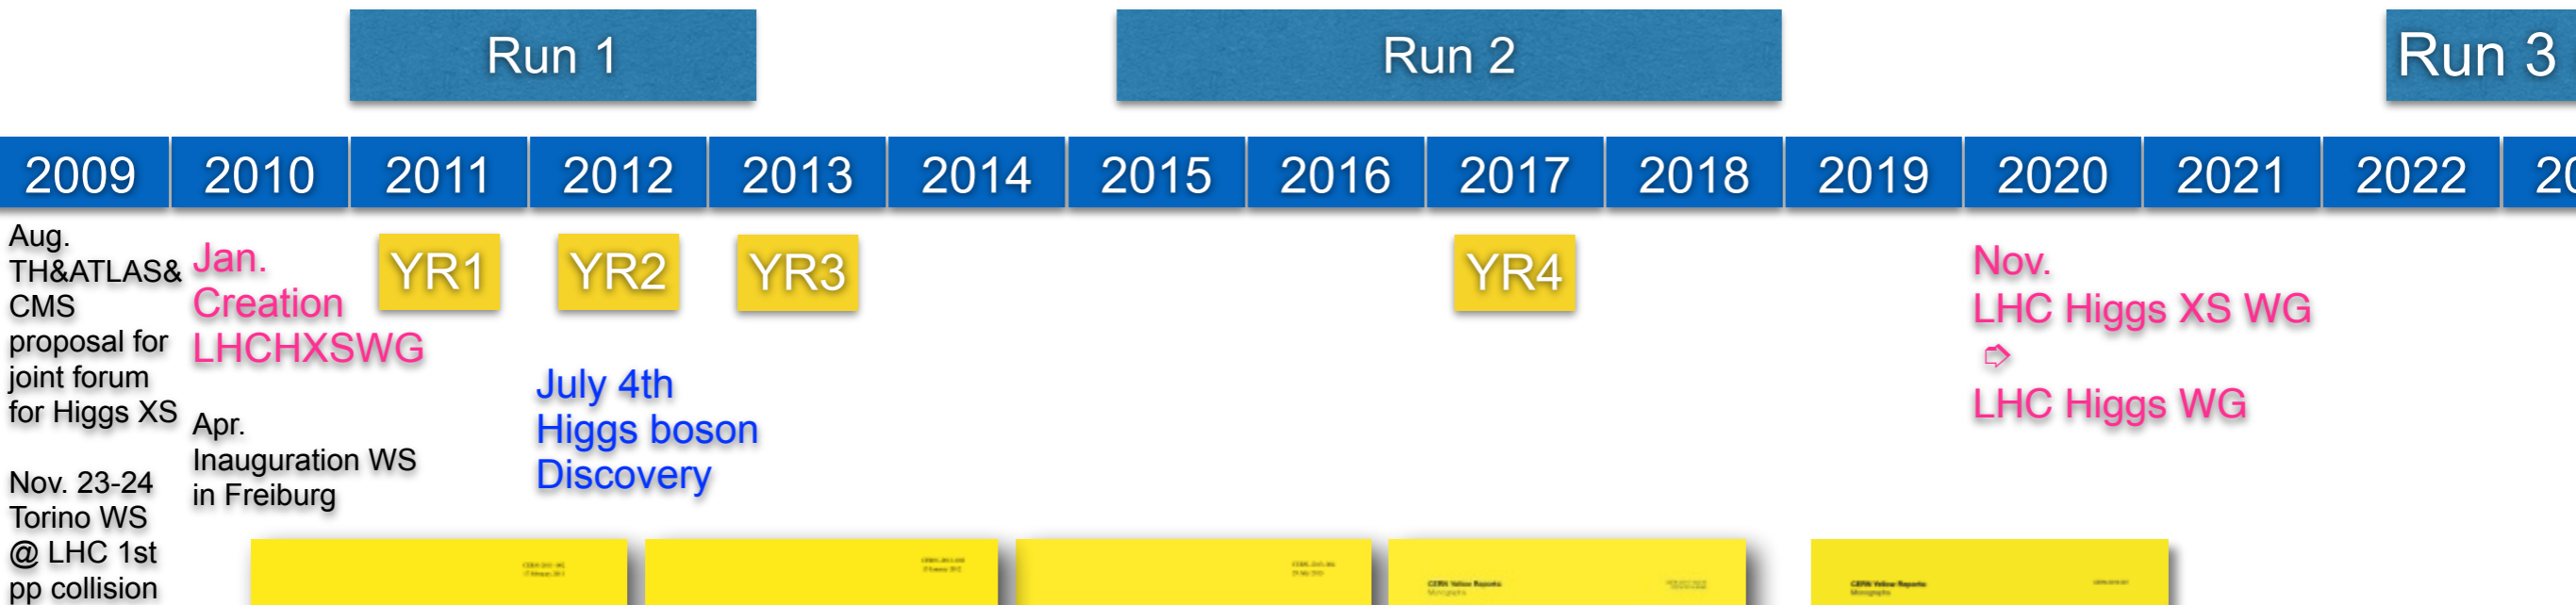 Run 1
Run 2
Run 3
2009
2010
2011
2012
2013
2014
2015
2016
2017
2018
2019
2020
2021
2022
Aug.
TH&ATLAS&
CMS
proposal for
joint forum
for Higgs XS
Nov. 23-24
Torino WS
@ LHC 1st
pp collision
Jan.
Creation
LHCHXSWG
Apr.
Inauguration WS
in Freiburg
YR1
YR2
YR3
YR4
July 4th
Higgs boson
Discovery
Nov.
LHC Higgs XS WG
➩
LHC Higgs WG
CERN Yellow Reports:
Monographs
CERN Yellow Reports:
Monographs